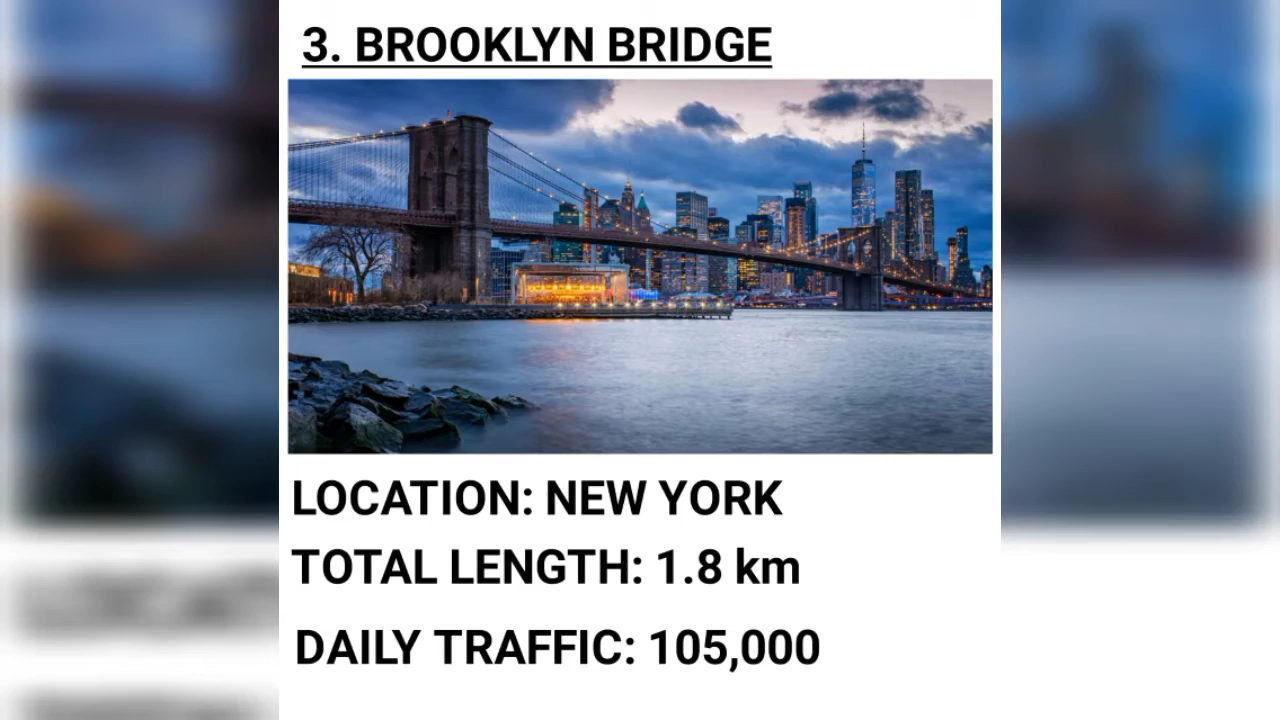 3. BROOKLYN BRIDGE
LOCATION: NEW YORK
TOTAL LENGTH: 1.8 km
DAILY TRAFFIC: 105,000